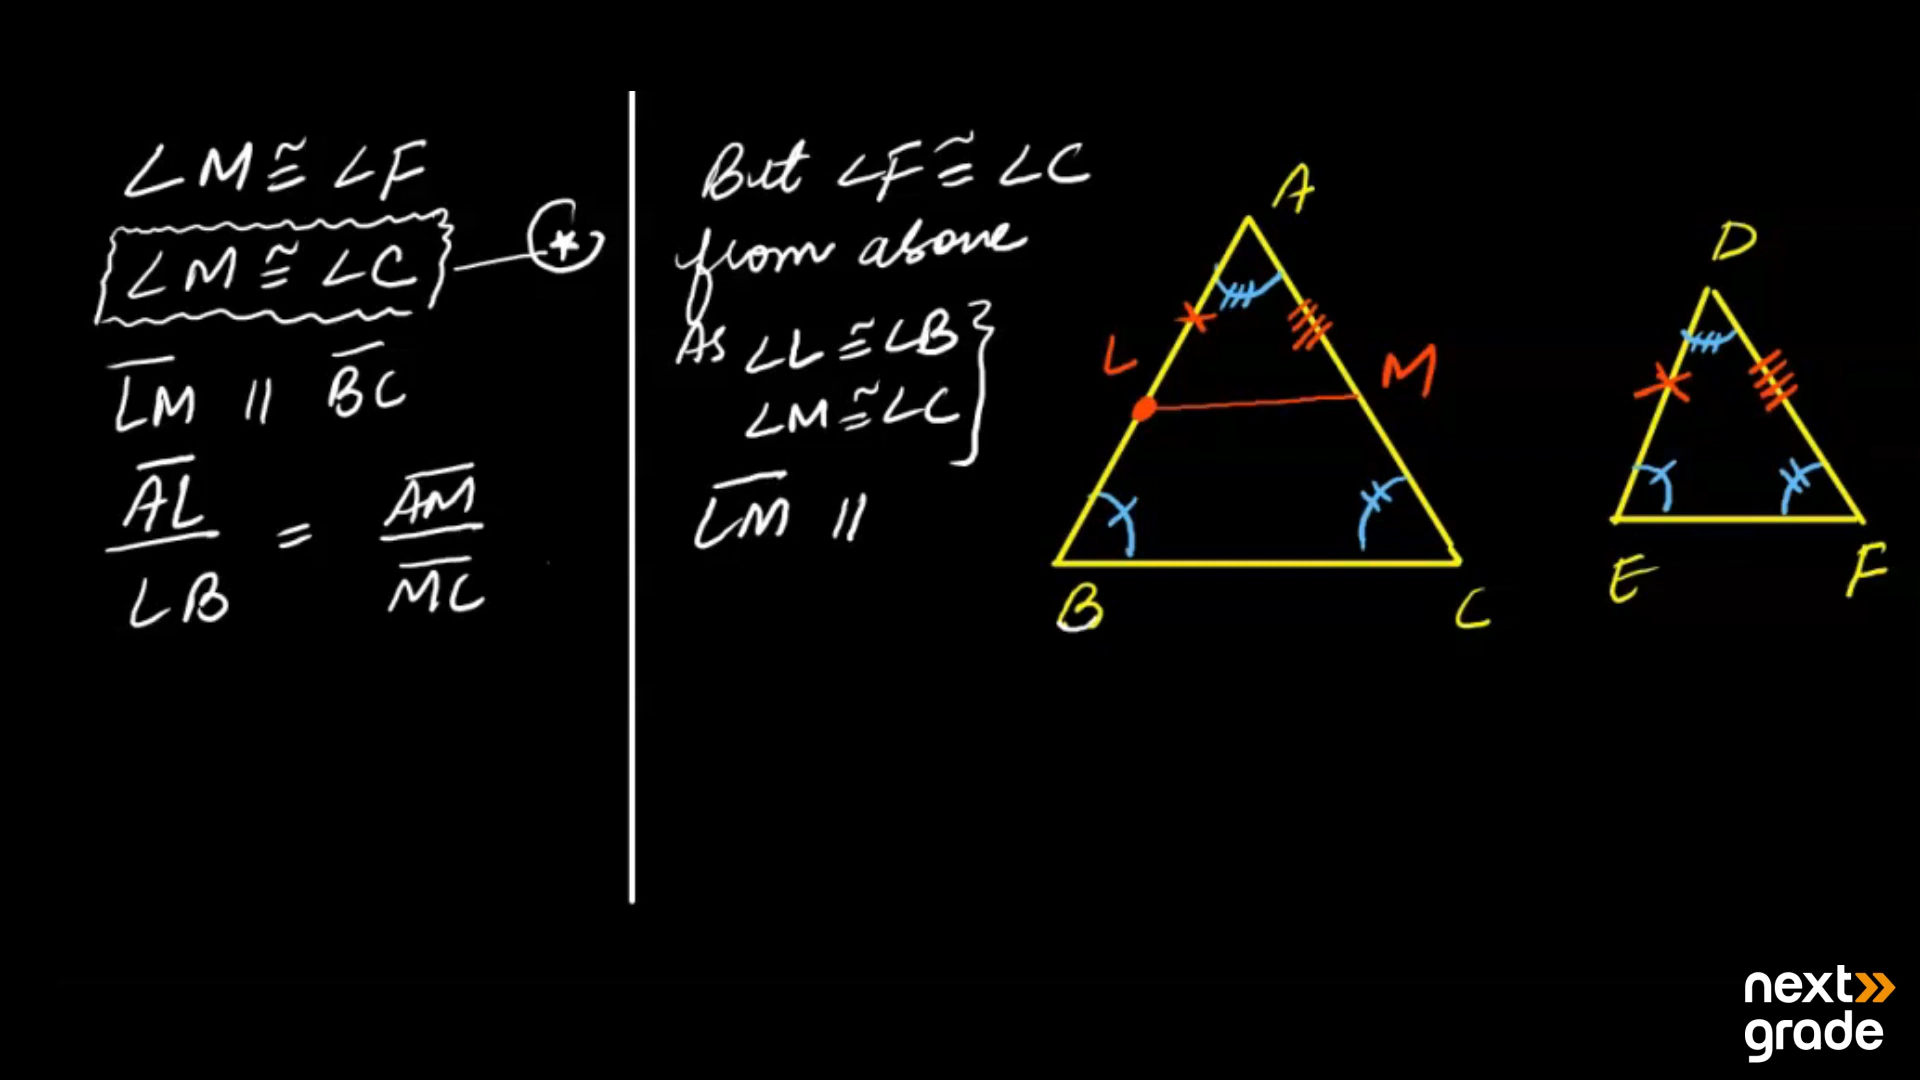 ∠M ≅ ∠F
∠M ≅ ∠C
LM || BC
AL / LB = AM / MC
But ∠F ≅ ∠C
from above
As ∠L ≅ ∠B
∠M ≅ ∠C
LM ||
A
L
M
B
C
D
E
F
next
grade